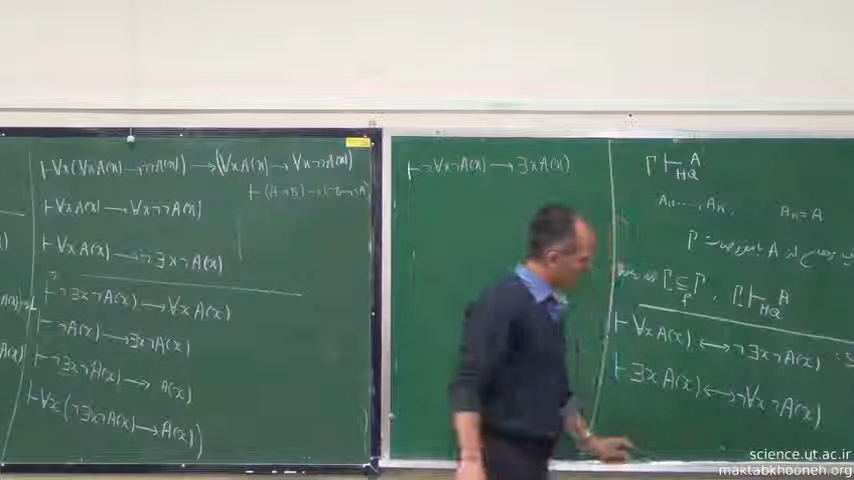 ⊢∀x(∀xA(x)→¬¬A(x))→(∀xA(x)→∀x¬¬A(x))
⊢(A→B)→(¬B→¬A)
⊢∀xA(x)→∀x¬¬A(x)
⊢∀xA(x)→¬∃x¬A(x)
⊢¬∃x¬A(x)→∀xA(x)
⊢¬A(x)→∃x¬A(x)
⊢¬∃x¬A(x)→A(x)
⊢∀x(¬∃x¬A(x)→A(x))
⊢¬∀x¬A(x)→∃xA(x)
Γ⊢A
HQ
A₁,...,Aₙ, Aₙ=A
Γ از A
Γ⊆Γ, Γ⊢A
f HQ
⊢∀xA(x)↔¬∃x¬A(x)
⊢∃xA(x)↔¬∀x¬A(x)
science.ut.ac.ir
maktabkhooneh.org